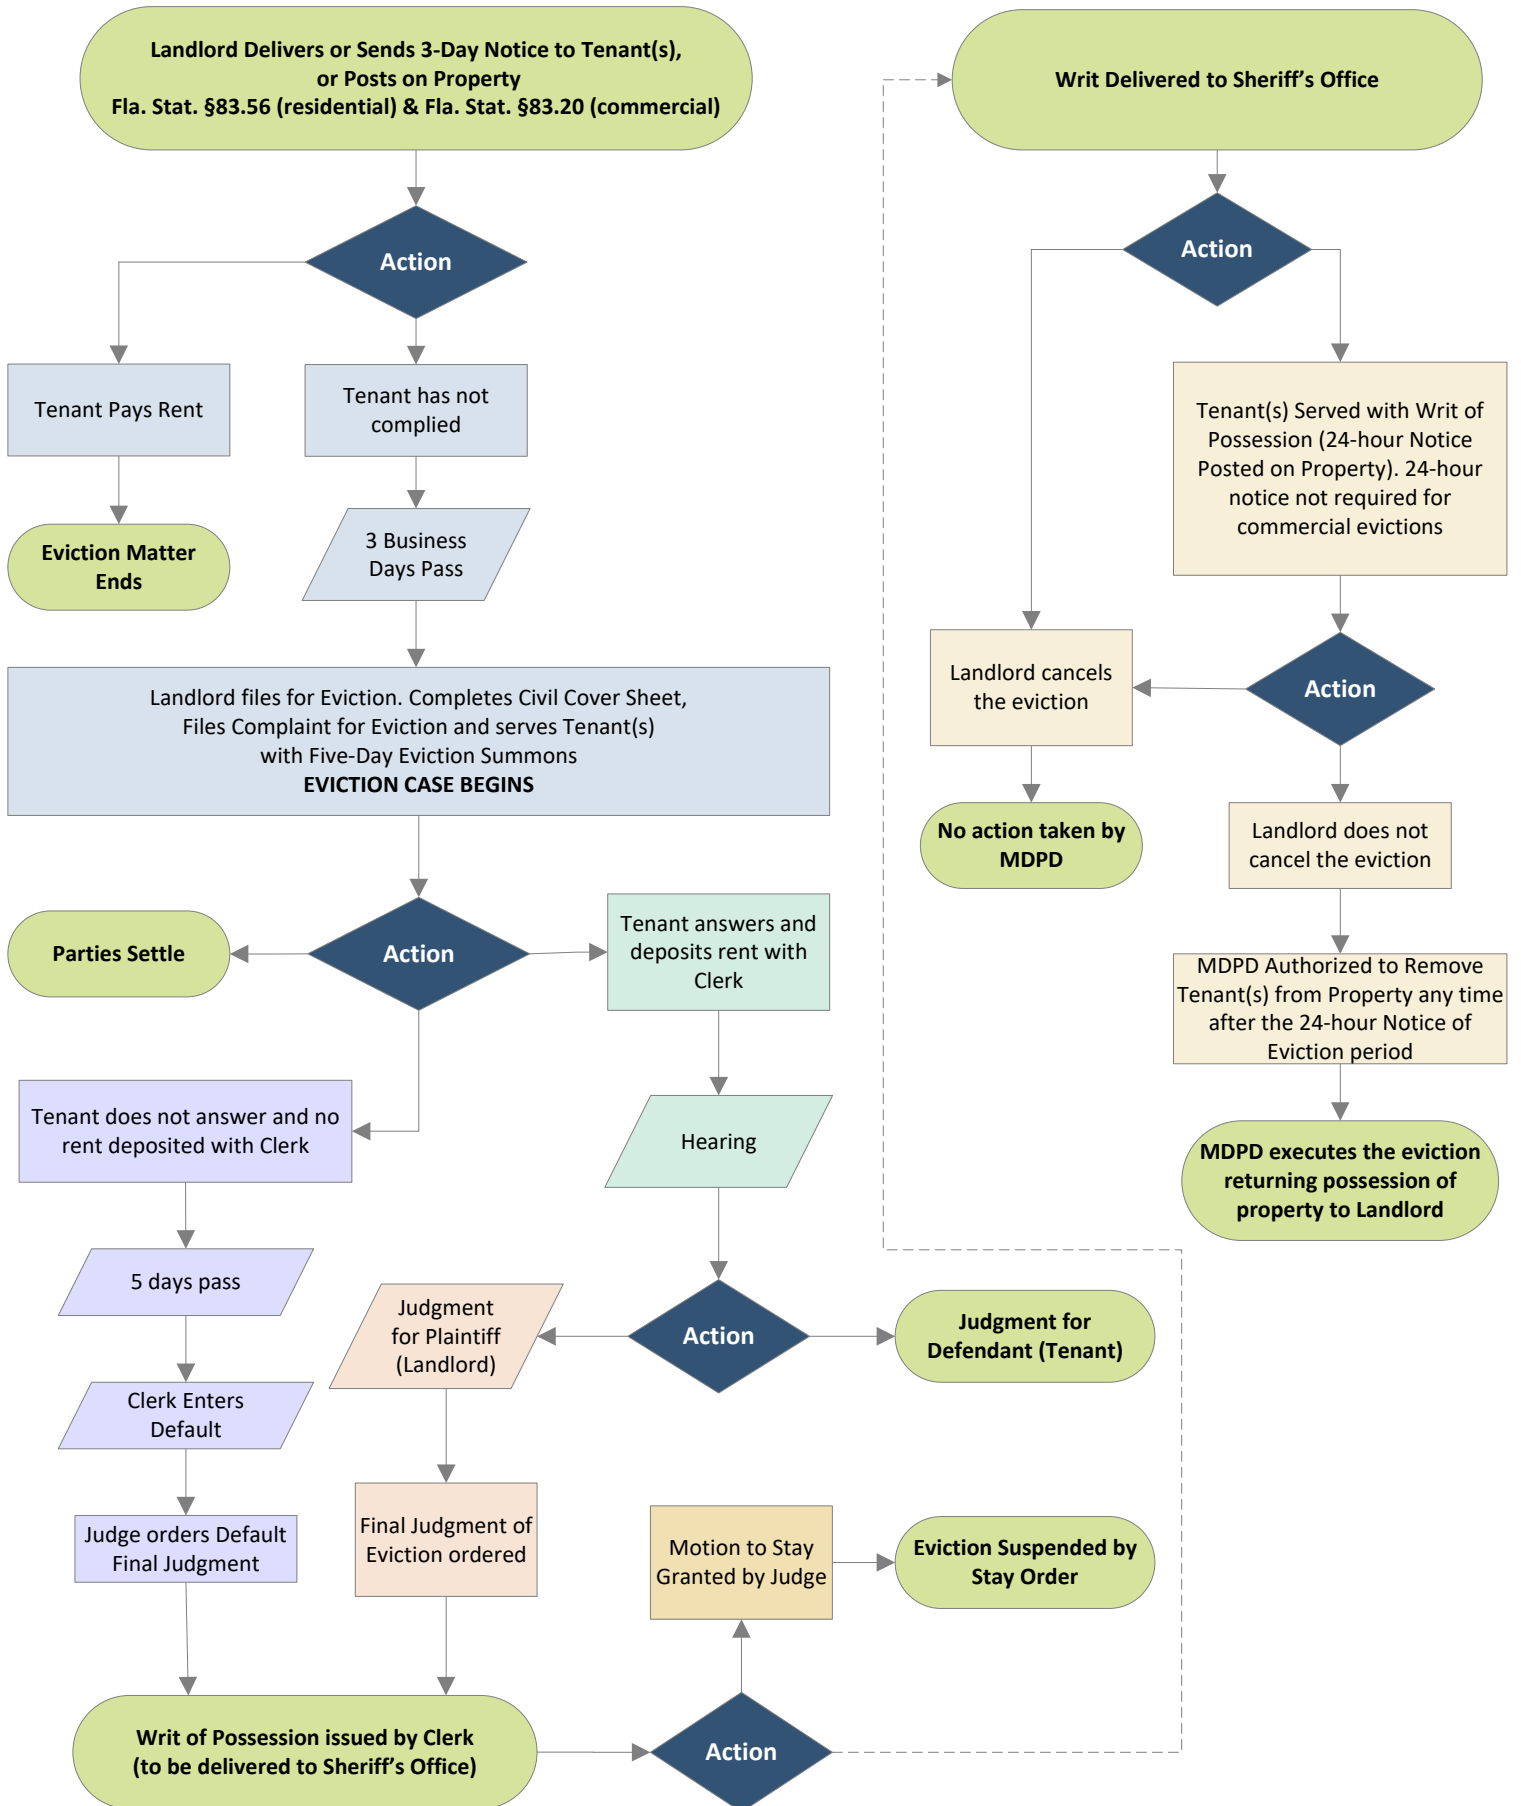 Landlord Delivers or Sends 3-Day Notice to Tenant(s),
or Posts on Property
Fla. Stat. §83.56 (residential) & Fla. Stat. §83.20 (commercial)
Action
Tenant Pays Rent
Eviction Matter
Ends
Tenant has not
complied
3 Business
Days Pass
Landlord files for Eviction. Completes Civil Cover Sheet,
Files Complaint for Eviction and serves Tenant(s)
with Five-Day Eviction Summons
EVICTION CASE BEGINS
Action
Parties Settle
Tenant answers and
deposits rent with
Clerk
Tenant does not answer and no
rent deposited with Clerk
5 days pass
Clerk Enters
Default
Judge orders Default
Final Judgment
Hearing
Action
Judgment
for Plaintiff
(Landlord)
Final Judgment of
Eviction ordered
Judgment for
Defendant (Tenant)
Writ of Possession issued by Clerk
(to be delivered to Sheriff’s Office)
Action
Motion to Stay
Granted by Judge
Eviction Suspended by
Stay Order
Writ Delivered to Sheriff’s Office
Action
Tenant(s) Served with Writ of
Possession (24-hour Notice
Posted on Property). 24-hour
notice not required for
commercial evictions
Action
Landlord cancels
the eviction
No action taken by
MDPD
Landlord does not
cancel the eviction
MDPD Authorized to Remove
Tenant(s) from Property any time
after the 24-hour Notice of
Eviction period
MDPD executes the eviction
returning possession of
property to Landlord